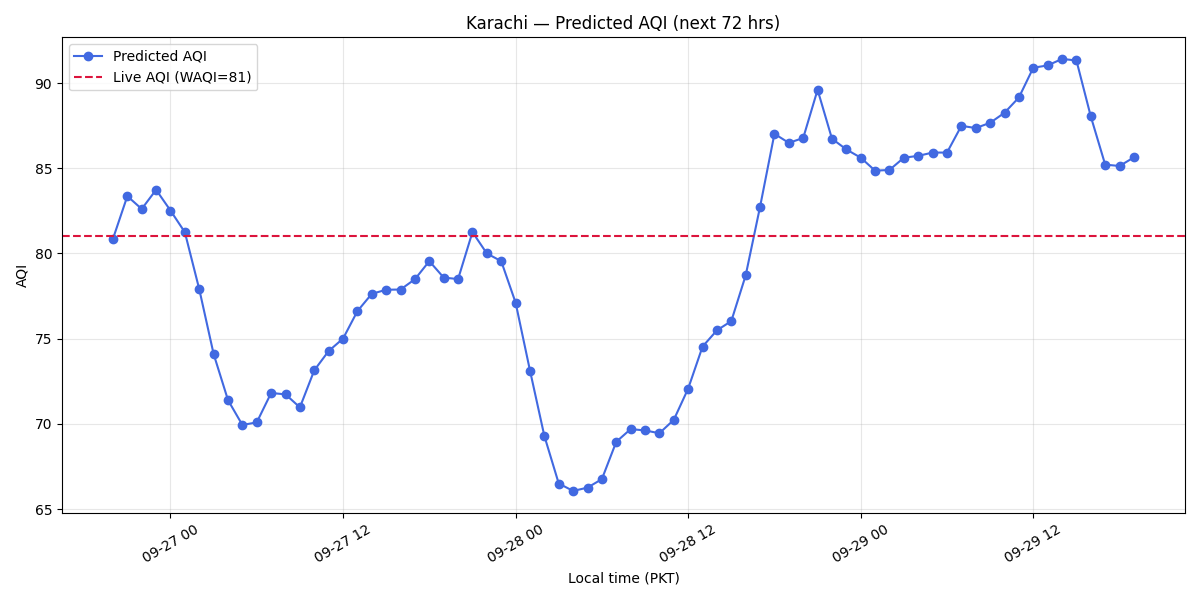 Karachi — Predicted AQI (next 72 hrs)
Predicted AQI
Live AQI (WAQI=81)
AQI
90
85
80
75
70
65
09-27 00
09-27 12
09-28 00
09-28 12
09-29 00
09-29 12
Local time (PKT)